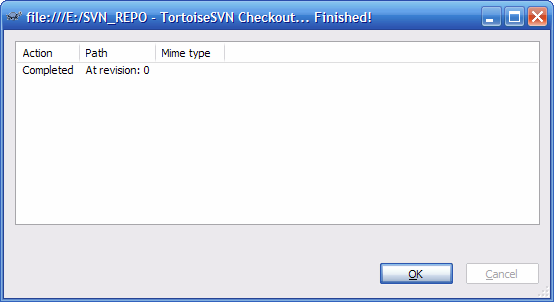 file:///E:/SVN_REPO - TortoiseSVN Checkout... Finished!
Action Path Mime type
Completed At revision: 0
OK Cancel